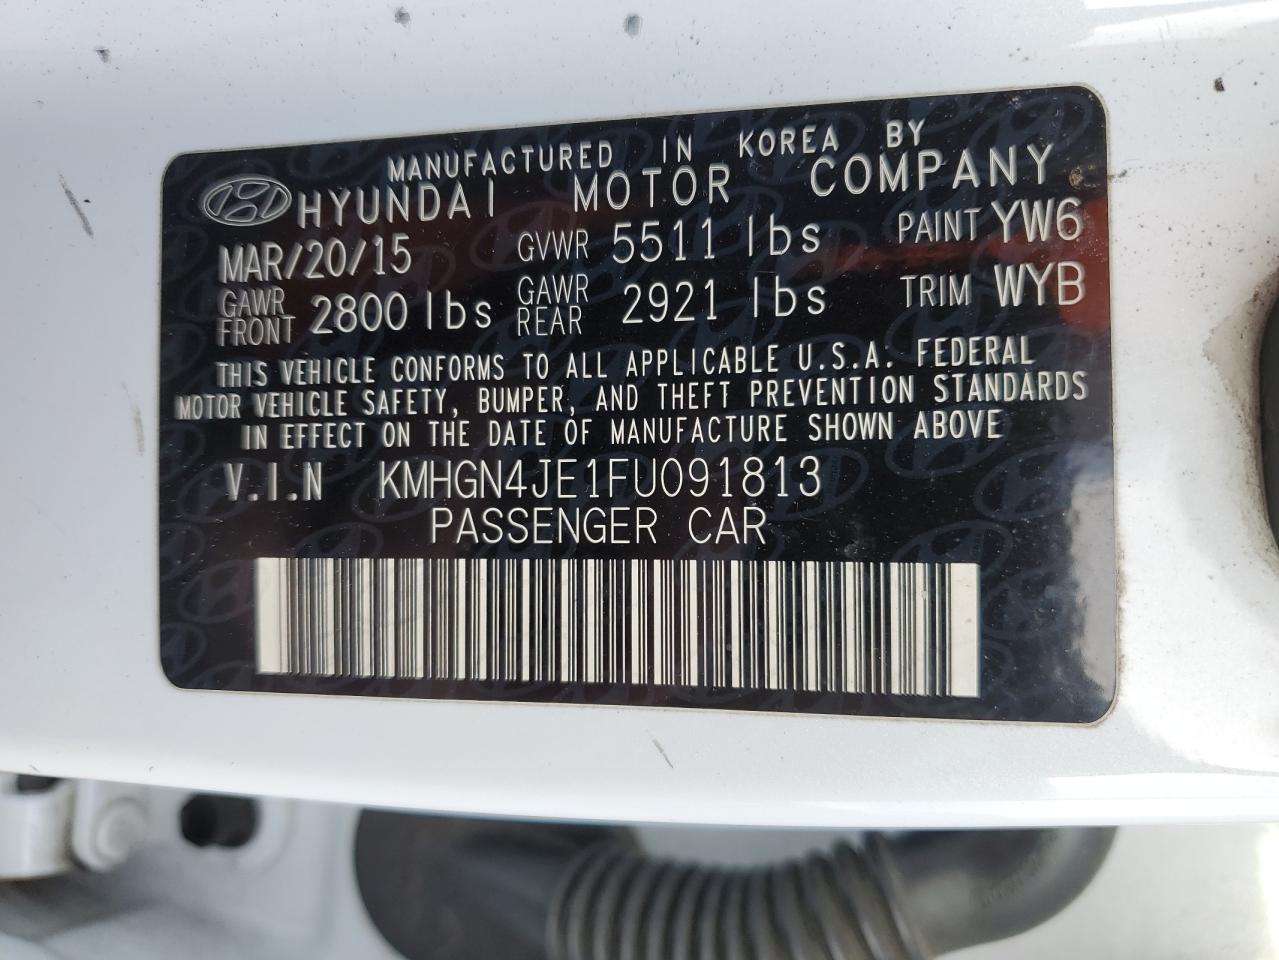 MANUFACTURED IN KOREA BY
HYUNDAI MOTOR COMPANY
MAR/20/15 GVWR 5511 lbs PAINT YW6
GAWR FRONT 2800 lbs GAWR REAR 2921 lbs TRIM WYB
THIS VEHICLE CONFORMS TO ALL APPLICABLE U.S.A. FEDERAL
MOTOR VEHICLE SAFETY, BUMPER, AND THEFT PREVENTION STANDARDS
IN EFFECT ON THE DATE OF MANUFACTURE SHOWN ABOVE
V.I.N KMHGN4JE1FU091813
PASSENGER CAR